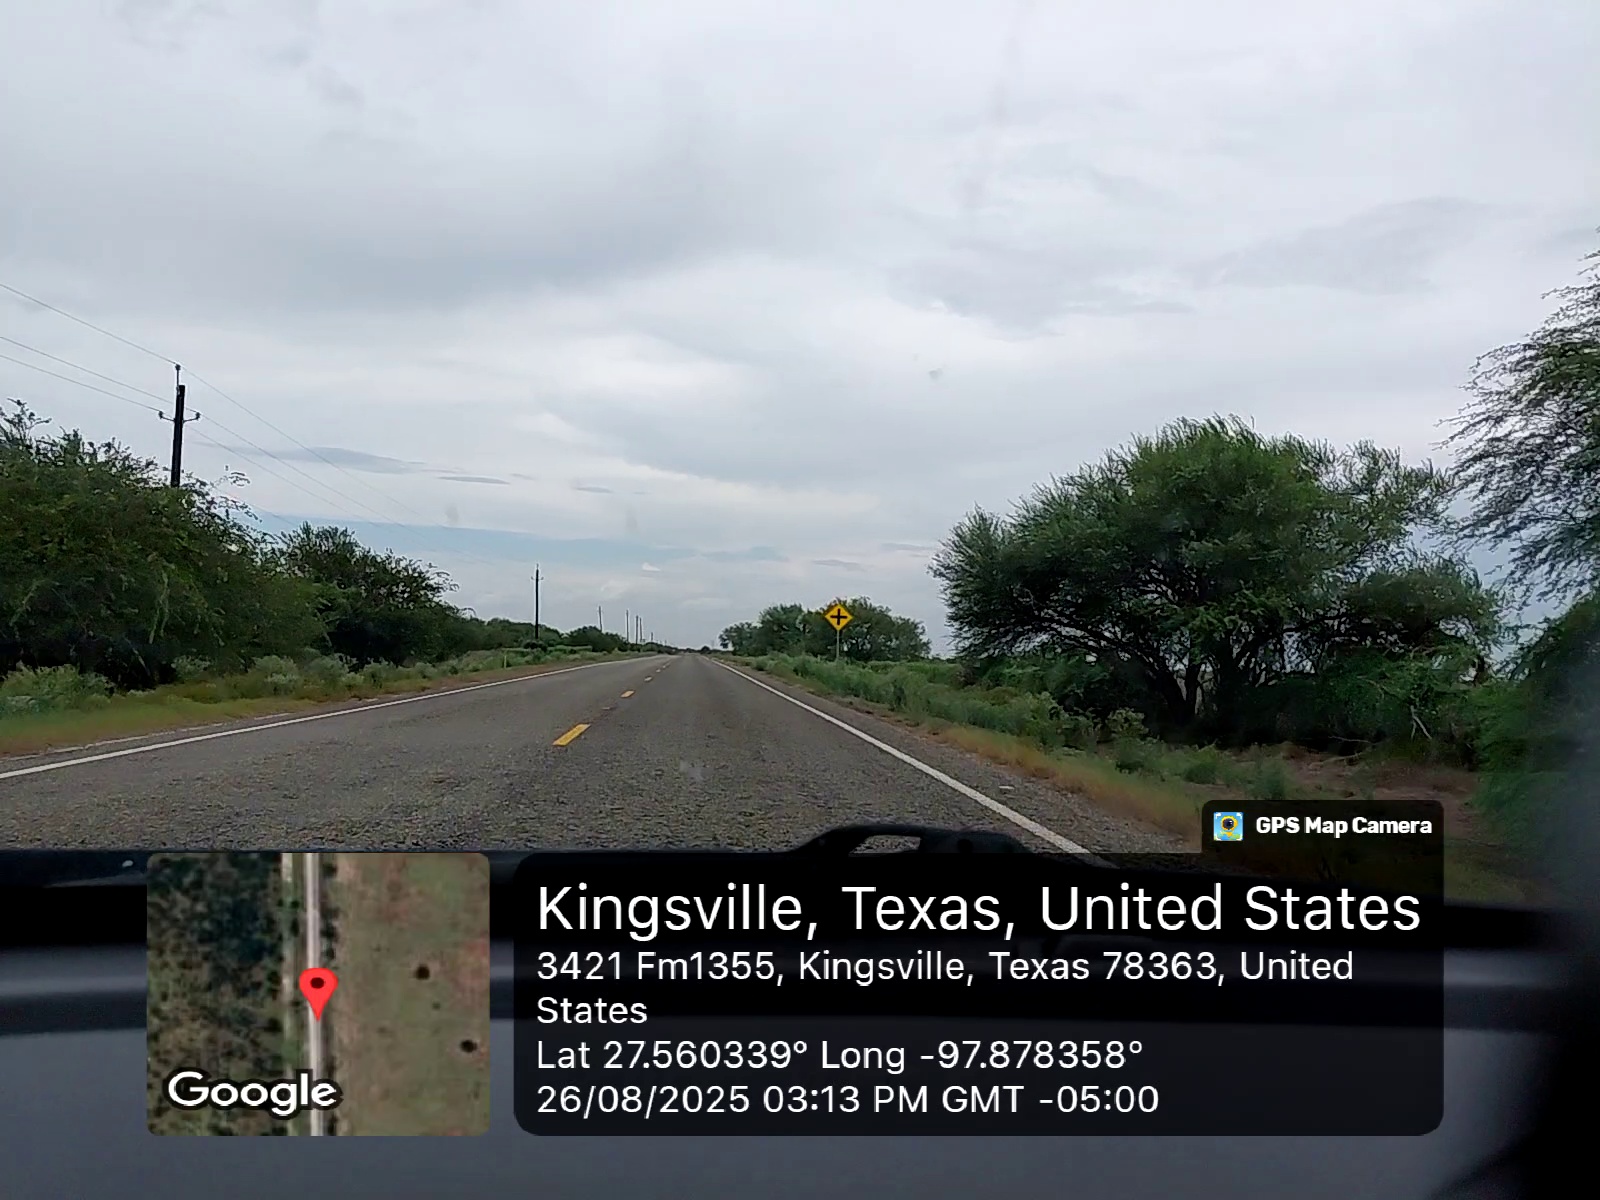 GPS Map Camera
Kingsville, Texas, United States
3421 Fm1355, Kingsville, Texas 78363, United
States
Lat 27.560339° Long -97.878358°
26/08/2025 03:13 PM GMT -05:00
Google